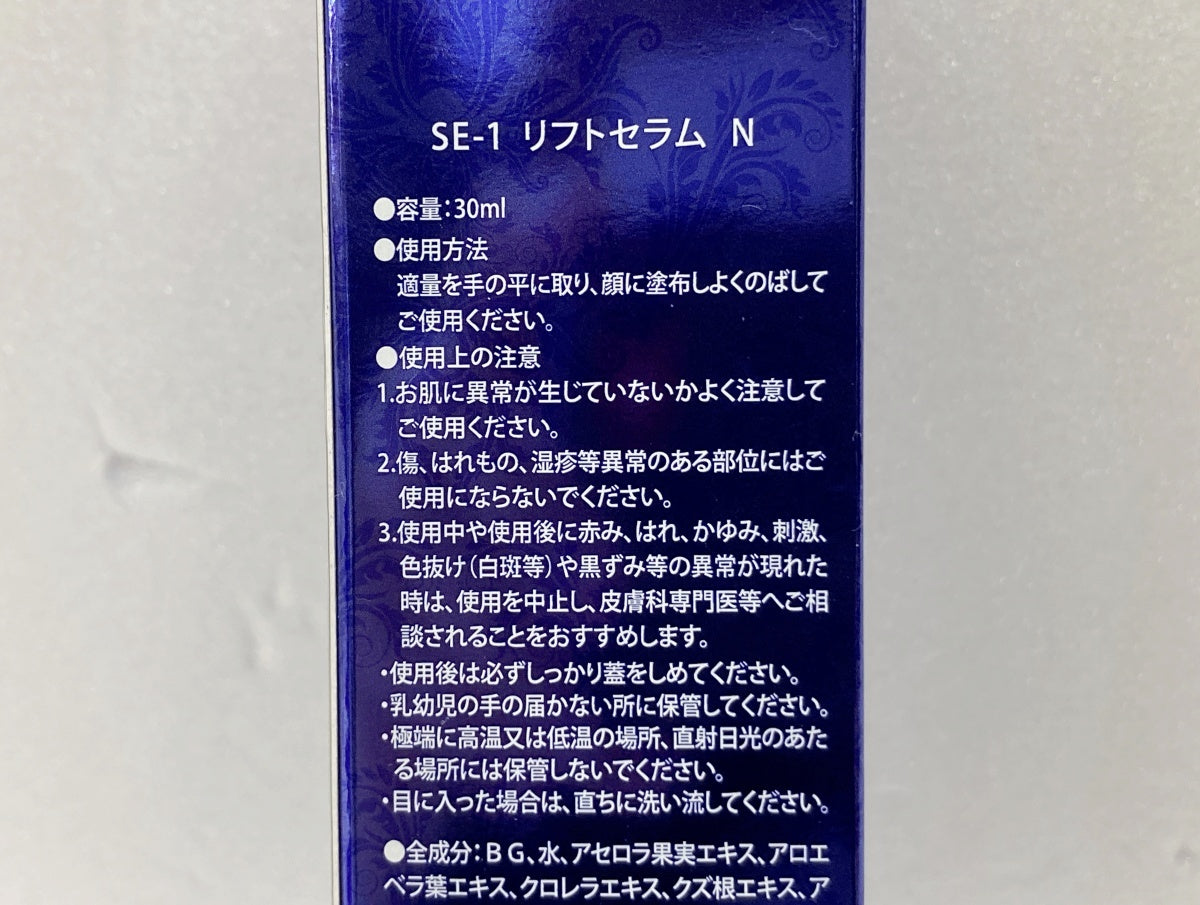 SE-1 リフトセラム N
●容量：30ml
●使用方法
適量を手の平に取り、顔に塗布しよくのばして
ご使用ください。
●使用上の注意
1.お肌に異常が生じていないかよく注意して
ご使用ください。
2.傷、はれもの、湿疹等異常のある部位にはご
使用にならないでください。
3.使用中や使用後に赤み、はれ、かゆみ、刺激、
色抜け（白斑等）や黒ずみ等の異常が現れた
時は、使用を中止し、皮膚科専門医等へご相
談されることをおすすめします。
・使用後は必ずしっかり蓋をしめてください。
・乳幼児の手の届かない所に保管してください。
・極端に高温又は低温の場所、直射日光のあた
る場所には保管しないでください。
・目に入った場合は、直ちに洗い流してください。
●全成分：ＢＧ、水、アセロラ果実エキス、アロエ
ベラ葉エキス、クロレラエキス、クズ根エキス、ア